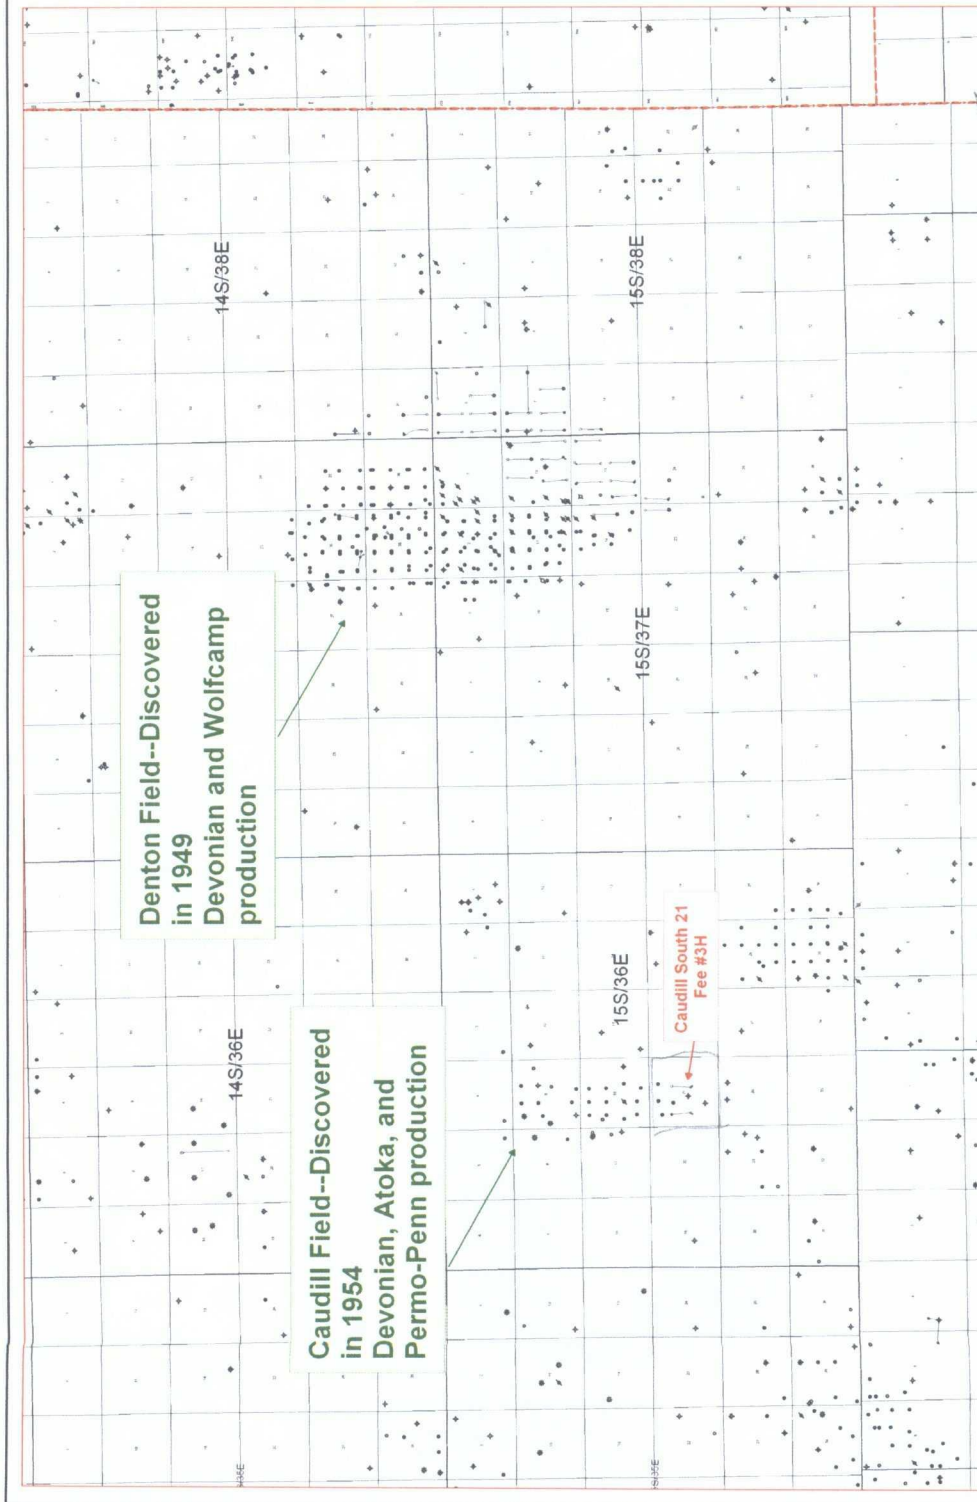 Denton Field--Discovered
in 1949
Devonian and Wolfcamp
production
Caudill Field--Discovered
in 1954
Devonian, Atoka, and
Permo-Penn production
14S/36E
14S/38E
15S/36E
15S/37E
15S/38E
Caudill South 21
Fee #3H